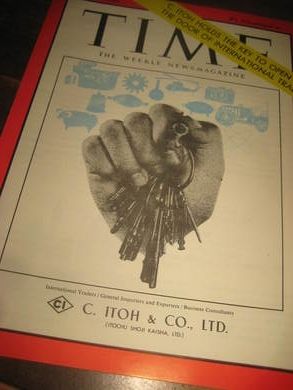 C. ITOH HOLDS THE KEY TO OPEN
THE DOOR OF INTERNATIONAL TRA
TIME
THE WEEKLY NEWSMAGAZINE
International Traders / General Importers and Exporters / Business Consultants
CI C. ITOH & CO., LTD.
(ITOCHU SHOJI KAISHA, LTD.)